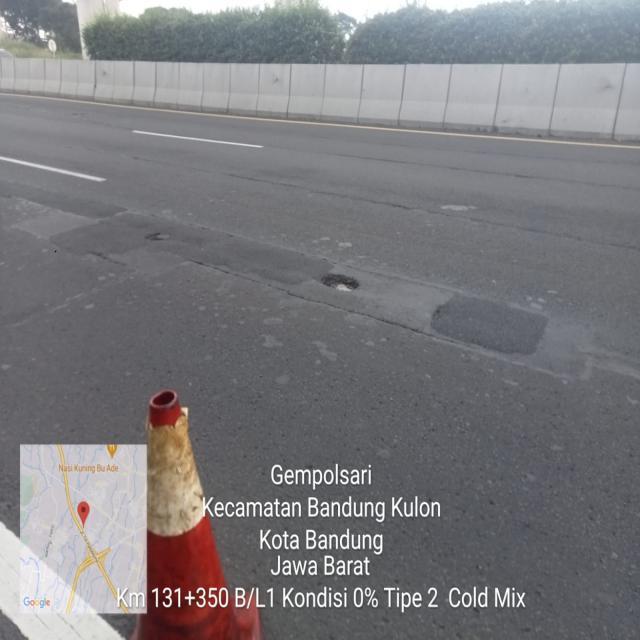 Nasi Kuning Bu Ade
Google
Gempolsari
Kecamatan Bandung Kulon
Kota Bandung
Jawa Barat
Km 131+350 B/L1 Kondisi 0% Tipe 2 Cold Mix